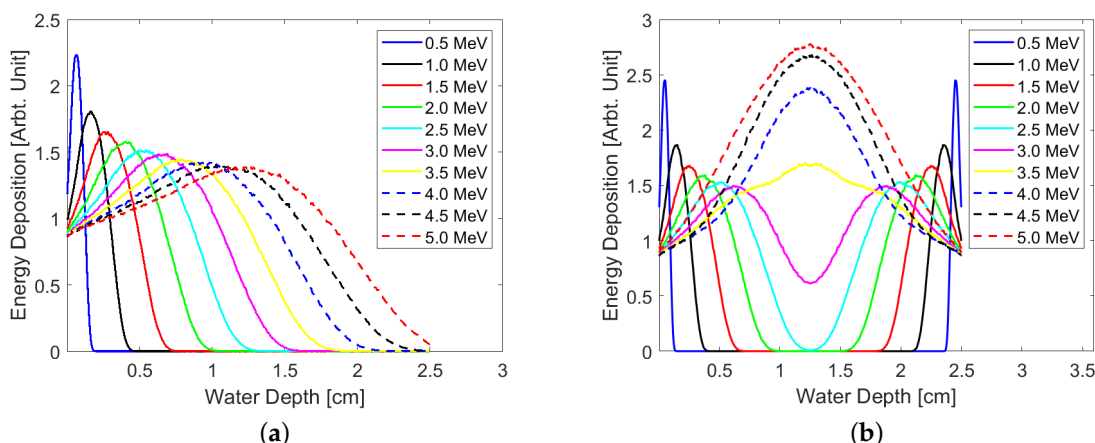 2.5
2
1.5
1
0.5
0
Energy Deposition [Arbt. Unit]
0.5 MeV
1.0 MeV
1.5 MeV
2.0 MeV
2.5 MeV
3.0 MeV
3.5 MeV
4.0 MeV
4.5 MeV
5.0 MeV
0.5 1 1.5 2 2.5 3
Water Depth [cm]
(a)
3
2.5
2
1.5
1
0.5
0
Energy Deposition [Arbt. Unit]
0.5 MeV
1.0 MeV
1.5 MeV
2.0 MeV
2.5 MeV
3.0 MeV
3.5 MeV
4.0 MeV
4.5 MeV
5.0 MeV
0.5 1 1.5 2 2.5 3 3.5
Water Depth [cm]
(b)